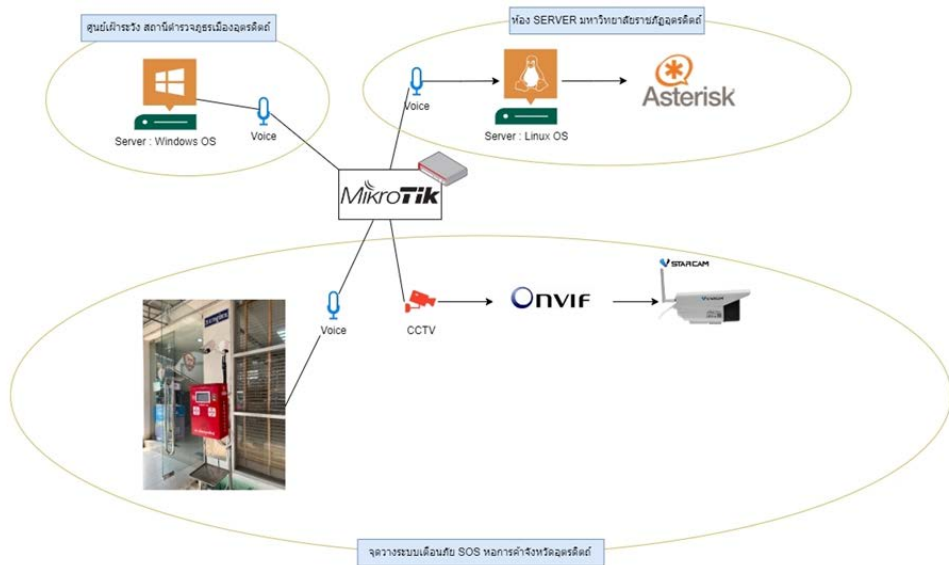 ศูนย์เฝ้าระวัง สถานีตำรวจภูธรเมืองอุตรดิตถ์
ห้อง SERVER มหาวิทยาลัยราชภัฏอุตรดิตถ์
Server : Windows OS
Voice
Voice
Server : Linux OS
Asterisk
MikroTik
Voice
CCTV
ONVIF
VSTARCAM
จุดวางระบบเตือนภัย SOS หอการค้าจังหวัดอุตรดิตถ์